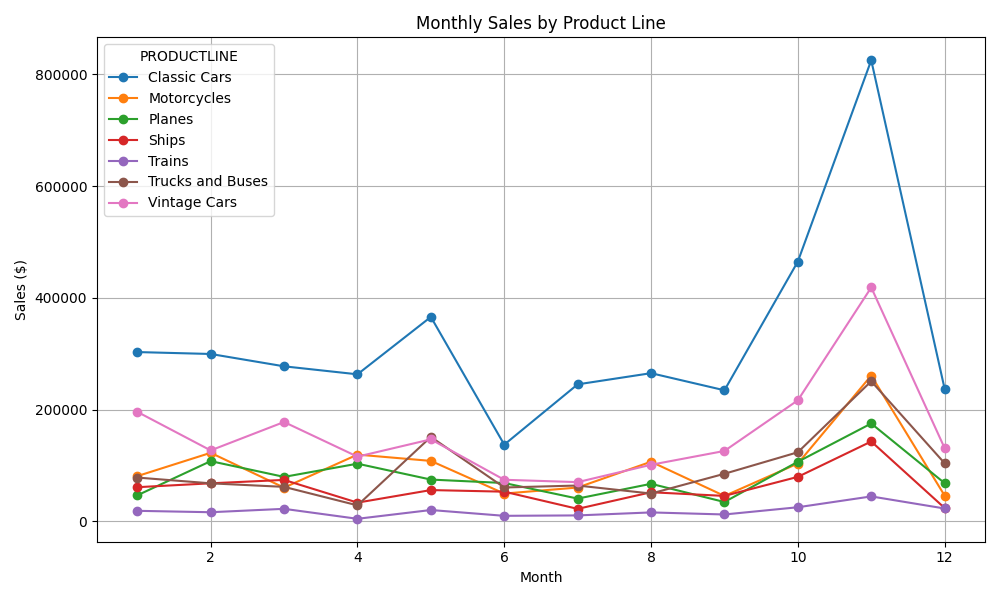 Monthly Sales by Product Line
PRODUCTLINE
Classic Cars
Motorcycles
Planes
Ships
Trains
Trucks and Buses
Vintage Cars
800000
600000
400000
200000
0
Sales ($)
2 4 6 8 10 12
Month